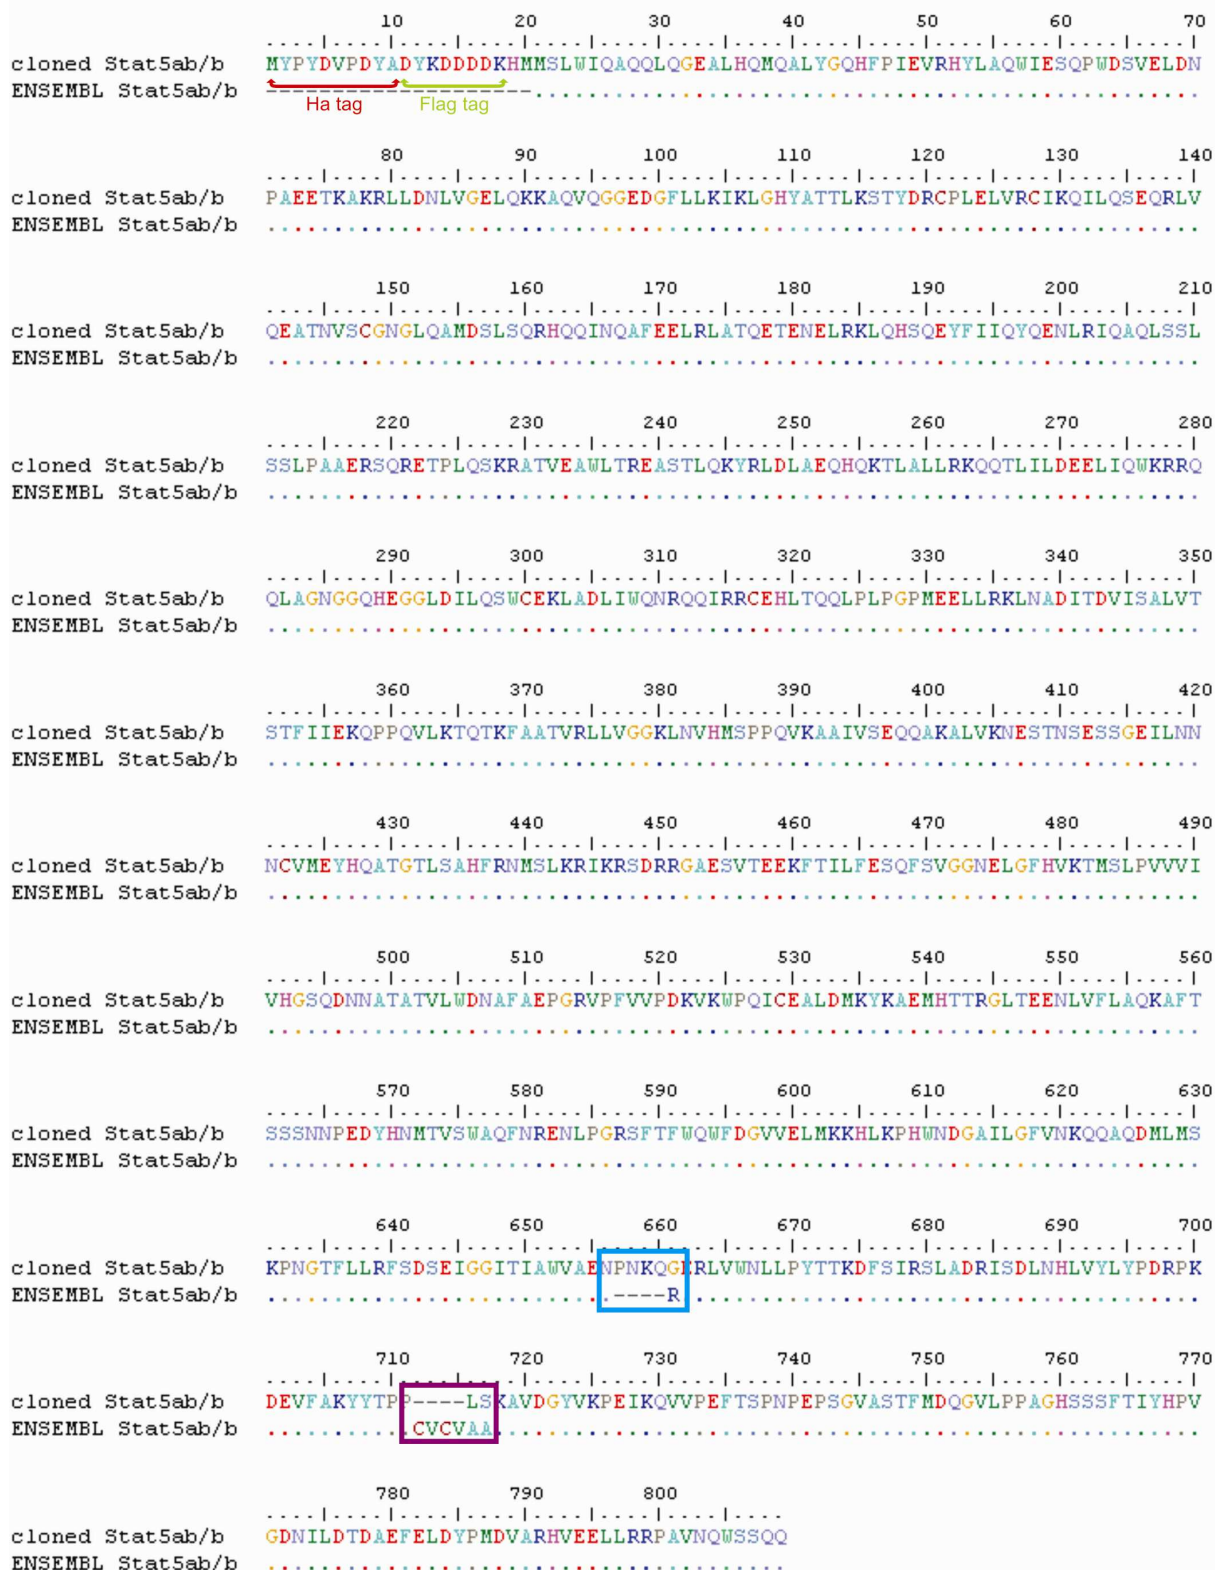 10 20 30 40 50 60 70
cloned Stat5ab/b MYPYDVPDYADYKDDDDKHMMSLWIQAQQLQGEALHQMQALYGQHFPIEVRHYLAQWIESQPWDSVELDN
ENSEMBL Stat5ab/b --------------------
Ha tag Flag tag
80 90 100 110 120 130 140
cloned Stat5ab/b PAEETKAKRLLDNLVGELQKKAQVQGGEDGFLLKIKLGHYATTLKSTYDRCPLELVRCIKQILQSEQRLV
ENSEMBL Stat5ab/b
150 160 170 180 190 200 210
cloned Stat5ab/b QEATNVSCGNGLQAMDSLSQRHQQINQAFEELRLATQETENELRKLQHSQEYFIIQYQENLRIQAQLSSL
ENSEMBL Stat5ab/b
220 230 240 250 260 270 280
cloned Stat5ab/b SSLPAAERSQRETPLQSKRATVEAWLTREASTLQKYRLDLAEQHQKTLALLRKQQTLILDEELIQWKRRQ
ENSEMBL Stat5ab/b
290 300 310 320 330 340 350
cloned Stat5ab/b QLAGNGGQHEGGLDILQSWCEKLADLIWQNRQQIRRCEHLTQQLPLPGPMEELLRKLNADITDVISALVT
ENSEMBL Stat5ab/b
360 370 380 390 400 410 420
cloned Stat5ab/b STFIIEKQPPQVLKTQTKFAATVRLLVGGKLNVHMSPPQVKAAIVSEQQAKALVKNESTNSESSGEILNN
ENSEMBL Stat5ab/b
430 440 450 460 470 480 490
cloned Stat5ab/b NCVMEYHQATGTLSAHFRNMSLKRIKRSDRRGAESVTEEKFTILFESQFSVGGNELGFHVKTMSLPVVVI
ENSEMBL Stat5ab/b
500 510 520 530 540 550 560
cloned Stat5ab/b VHGSQDNNATATVLWDNAFAEPGRVPFVVPDKVKWPQICEALDMKYKAEMHTTRGLTEENLVFLAQKAFT
ENSEMBL Stat5ab/b
570 580 590 600 610 620 630
cloned Stat5ab/b SSSNNPEDYHNMTVSWAQFNRENLPGRSFTFWQWFDGVVELMKKHLKPHWNDGAILGFVNKQQAQDMLMS
ENSEMBL Stat5ab/b
640 650 660 670 680 690 700
cloned Stat5ab/b KPNGTFLLRFSDSEIGGITIAWVAENPNKQGERLVWNLLPYTTKDFSIRSLADRISDLNHLVYLYPDRPK
ENSEMBL Stat5ab/b ----R
710 720 730 740 750 760 770
cloned Stat5ab/b DEVFAKYYTPP----LSKAVDGYVKPEIKQVVPEFTSPNPEPSGVASTFMDQGVLPPAGHSSSFTIYHPV
ENSEMBL Stat5ab/b CVCVAA
780 790 800
cloned Stat5ab/b GDNILDTDAEFELDYPMDVARHVEELLRRPAVNQWSSQQ
ENSEMBL Stat5ab/b